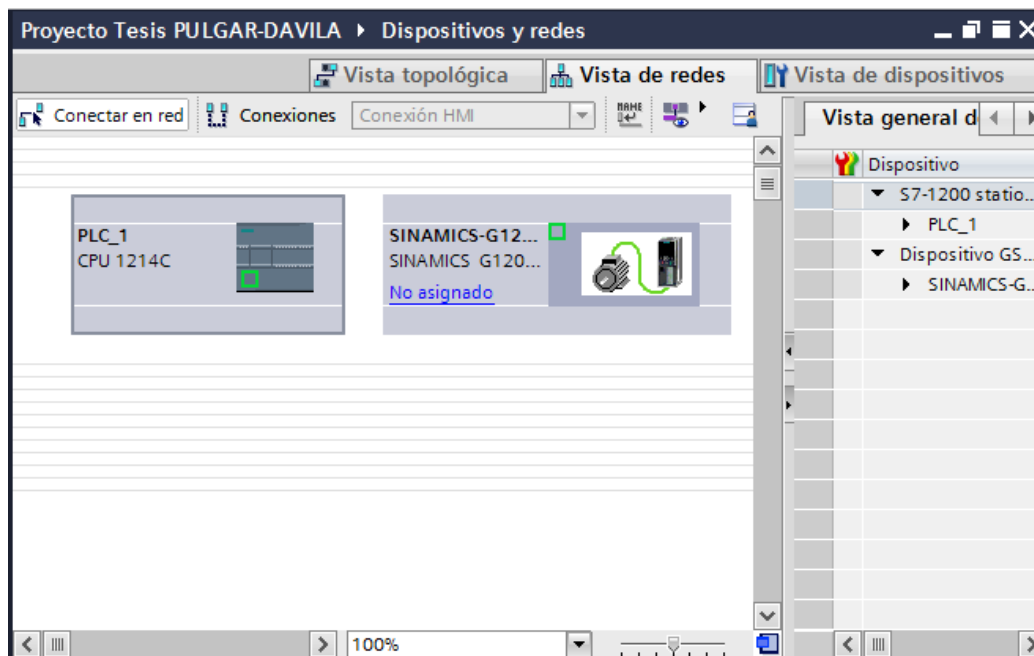 Proyecto Tesis PULGAR-DAVILA ▸ Dispositivos y redes
Vista topológica
Vista de redes
Vista de dispositivos
Conectar en red
Conexiones
Conexión HMI
NAME
Vista general d
Dispositivo
S7-1200 statio...
PLC_1
Dispositivo GS...
SINAMICS-G...
PLC_1
CPU 1214C
SINAMICS-G12...
SINAMICS G120...
No asignado
100%